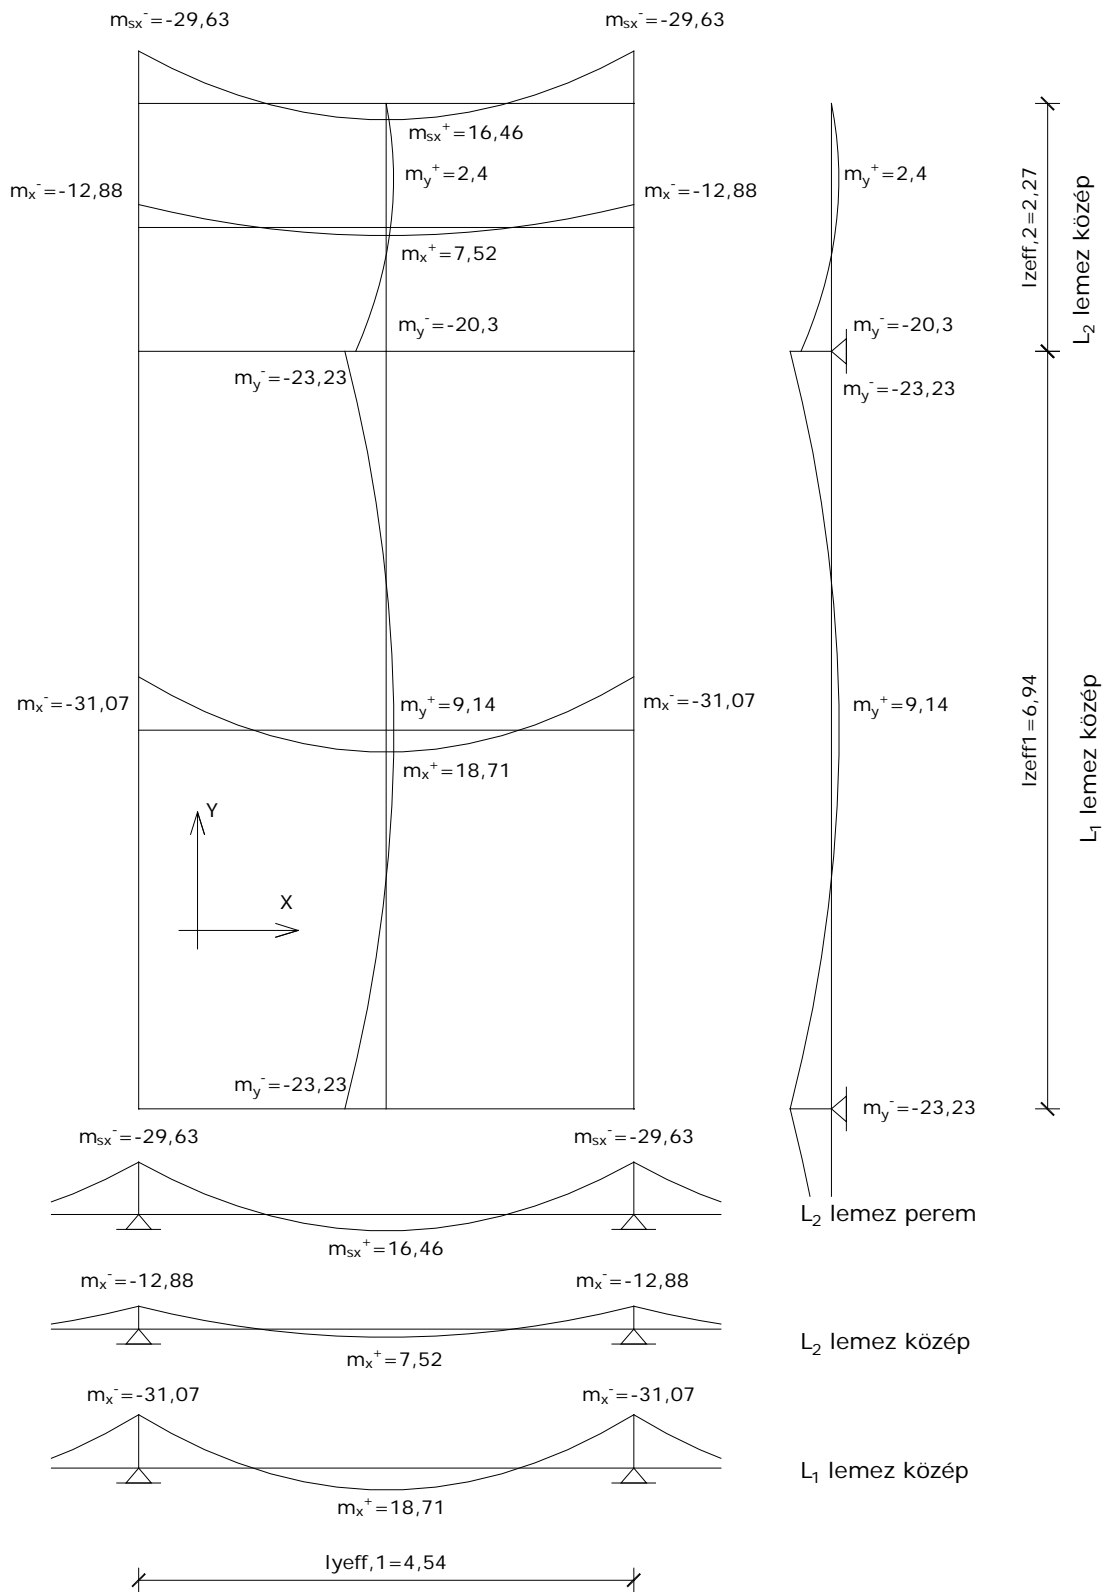 msx-=-29,63
msx-=-29,63
msx+=16,46
my+=2,4
my+=2,4
mx-=-12,88
mx-=-12,88
mx+=7,52
lzeff,2=2,27
L2 lemez közép
my-=-20,3
my-=-20,3
my-=-23,23
my-=-23,23
mx-=-31,07
my+=9,14
mx-=-31,07
my+=9,14
mx+=18,71
lzeff1=6,94
L1 lemez közép
Y
X
my-=-23,23
my-=-23,23
msx-=-29,63
msx-=-29,63
L2 lemez perem
msx+=16,46
mx-=-12,88
mx-=-12,88
L2 lemez közép
mx+=7,52
mx-=-31,07
mx-=-31,07
L1 lemez közép
mx+=18,71
lyeff,1=4,54